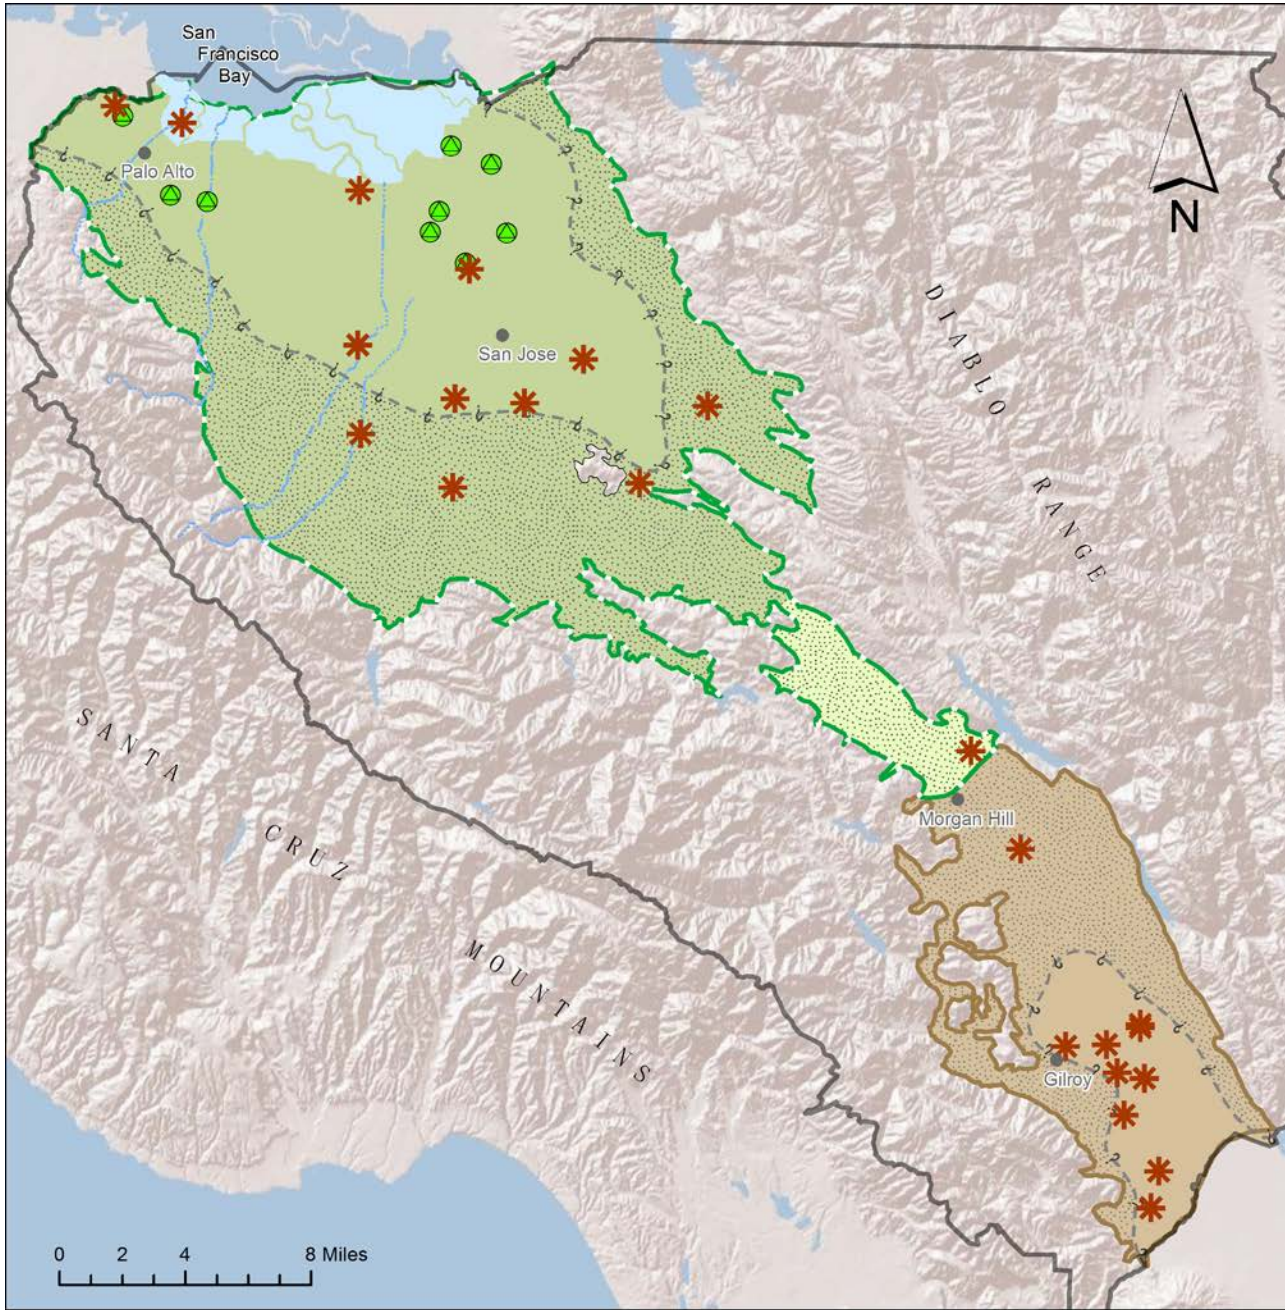 San
Francisco
Bay
Palo Alto
N
San Jose
DIABLO
RANGE
SANTA
CRUZ
MOUNTAINS
Morgan Hill
Gilroy
0 2 4 8 Miles